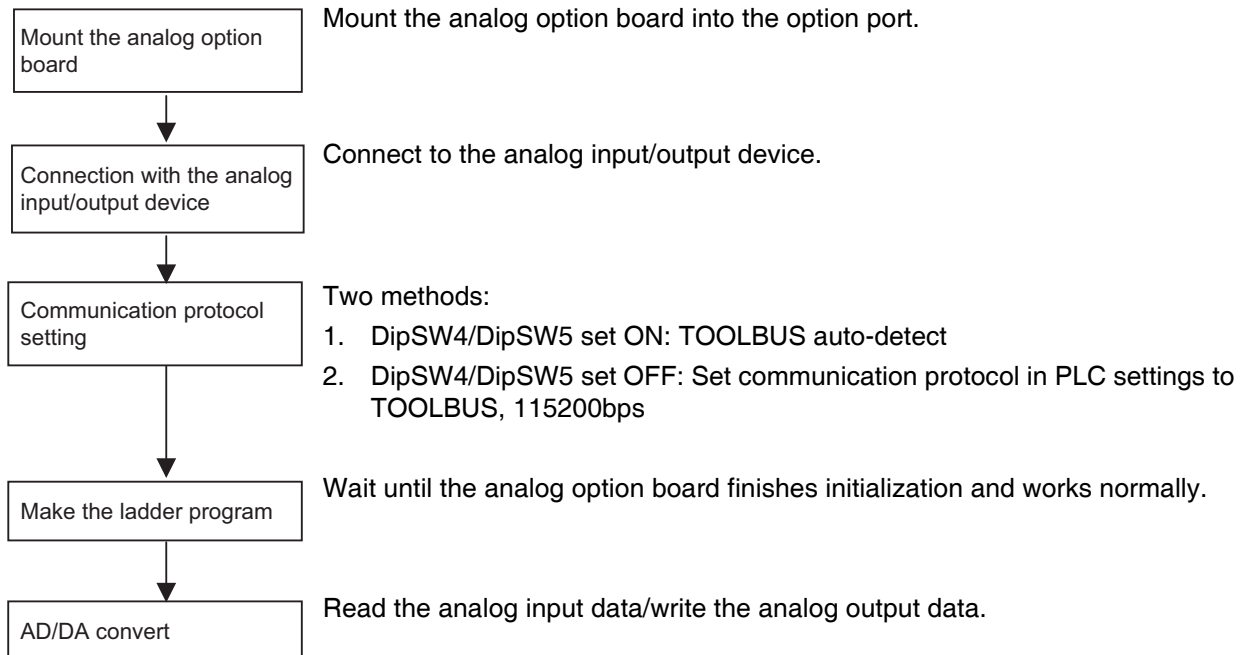 Mount the analog option
board
Mount the analog option board into the option port.
Connection with the analog
input/output device
Connect to the analog input/output device.
Communication protocol
setting
Two methods:
1. DipSW4/DipSW5 set ON: TOOLBUS auto-detect
2. DipSW4/DipSW5 set OFF: Set communication protocol in PLC settings to
TOOLBUS, 115200bps
Make the ladder program
Wait until the analog option board finishes initialization and works normally.
AD/DA convert
Read the analog input data/write the analog output data.